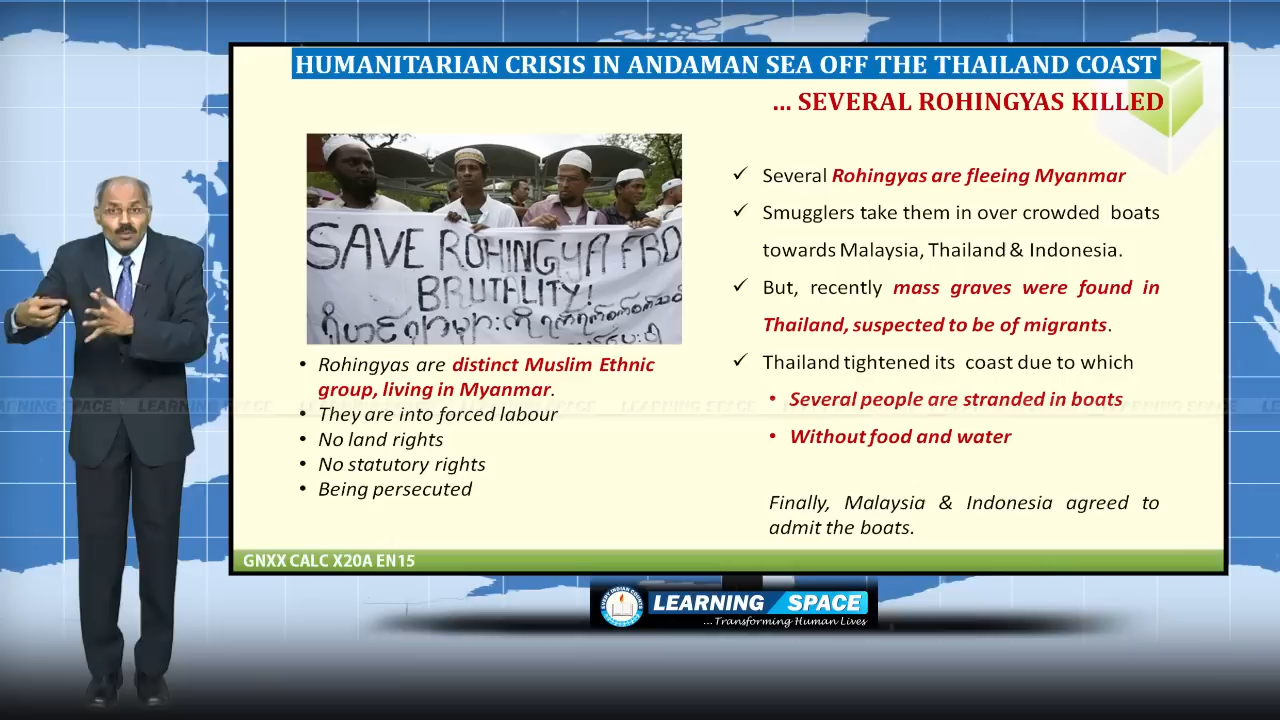 HUMANITARIAN CRISIS IN ANDAMAN SEA OFF THE THAILAND COAST
... SEVERAL ROHINGYAS KILLED
SAVE ROHINGYA FRO
BRUTALITY!
• Rohingyas are distinct Muslim Ethnic
group, living in Myanmar.
• They are into forced labour
• No land rights
• No statutory rights
• Being persecuted
✓ Several Rohingyas are fleeing Myanmar
✓ Smugglers take them in over crowded boats
towards Malaysia, Thailand & Indonesia.
✓ But, recently mass graves were found in
Thailand, suspected to be of migrants.
✓ Thailand tightened its coast due to which
• Several people are stranded in boats
• Without food and water
Finally, Malaysia & Indonesia agreed to
admit the boats.
GNXX CALC X20A EN15
LEARNING SPACE
...Transforming Human Lives